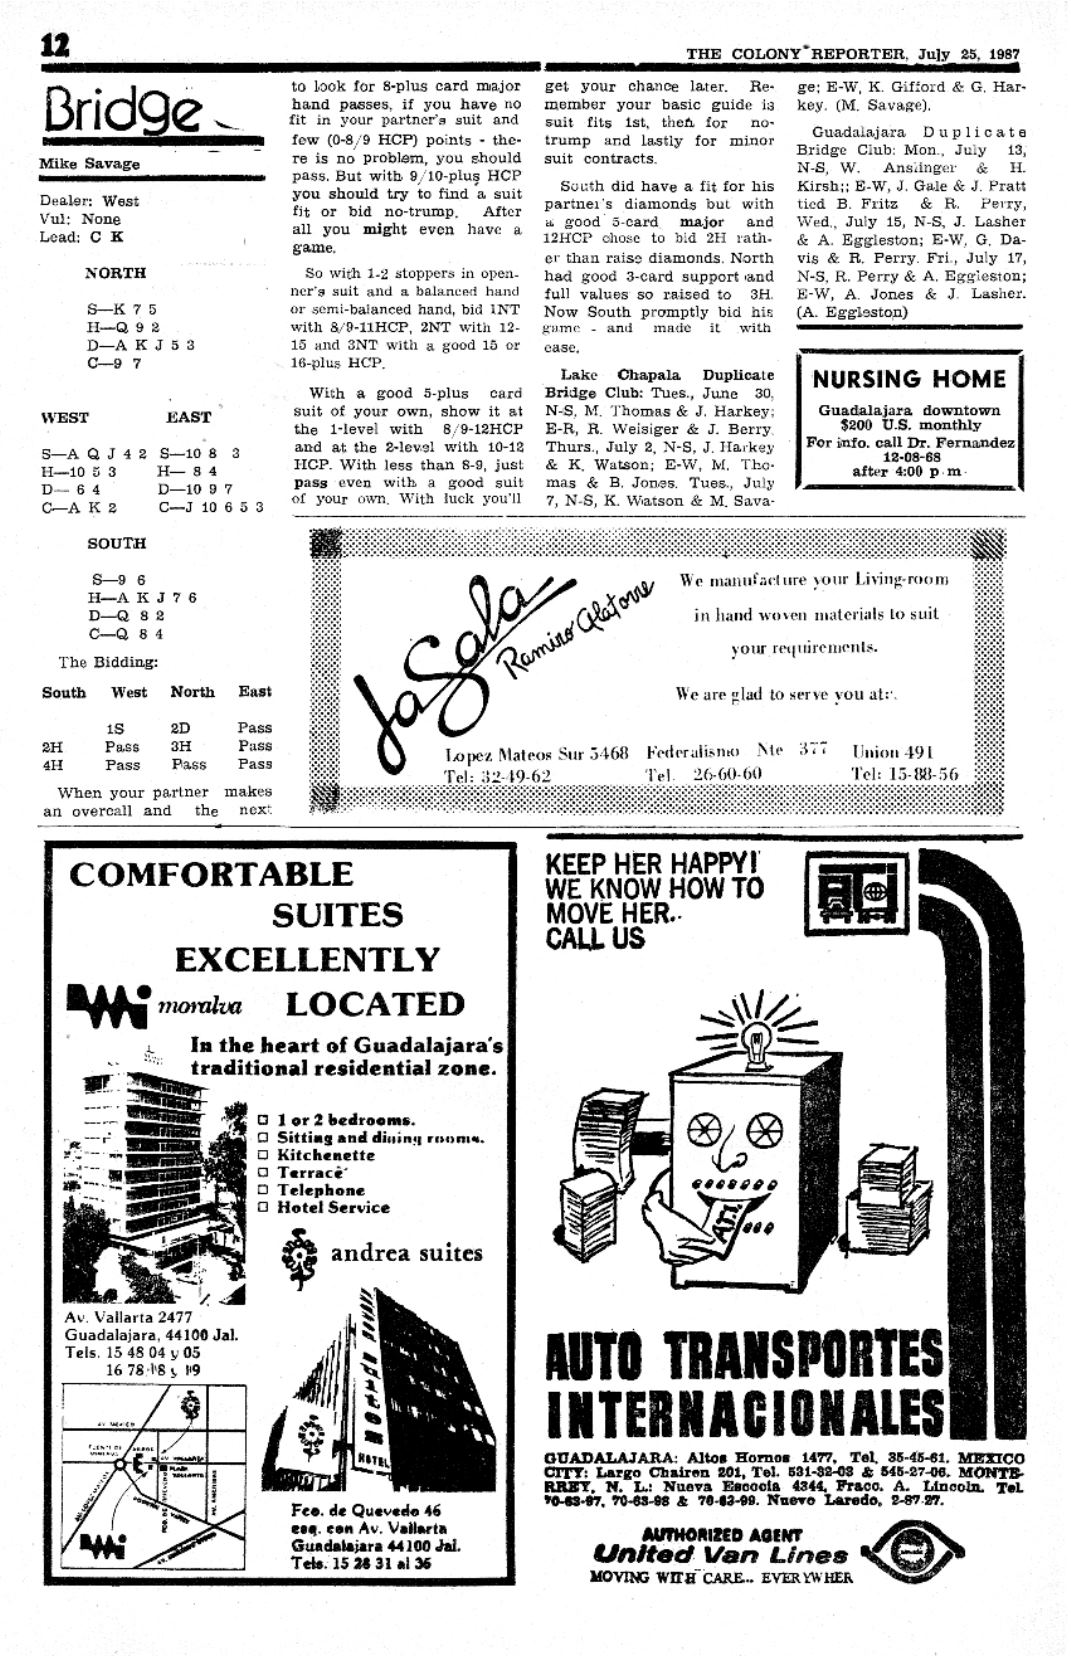 12
THE COLONY REPORTER, July 25, 1987
Bridge
Mike Savage
Dealer: West
Vul: None
Lead: C K
NORTH
S—K 7 5
H—Q 9 2
D—A K J 5 3
C—9 7
WEST EAST
S—A Q J 4 2 S—10 8 3
H—10 5 3 H— 8 4
D— 6 4 D—10 9 7
C—A K 2 C—J 10 6 5 3
SOUTH
S—9 6
H—A K J 7 6
D—Q 8 2
C—Q 8 4
The Bidding:
South West North East
1S 2D Pass
2H Pass 3H Pass
4H Pass Pass Pass
When your partner makes
an overcall and the next
to look for 8-plus card major
hand passes, if you have no
fit in your partner's suit and
few (0-8/9 HCP) points - the-
re is no problem, you should
pass. But with 9/10-plus HCP
you should try to find a suit
fit or bid no-trump. After
all you might even have a
game.
So with 1-2 stoppers in open-
ner's suit and a balanced hand
or semi-balanced hand, bid 1NT
with 8/9-11HCP, 2NT with 12-
15 and 3NT with a good 15 or
16-plus HCP.
With a good 5-plus card
suit of your own, show it at
the 1-level with 8/9-12HCP
and at the 2-level with 10-12
HCP. With less than 8-9, just
pass even with a good suit
of your own. With luck you'll
get your chance later. Re-
member your basic guide is
suit fits 1st, then for no-
trump and lastly for minor
suit contracts.
South did have a fit for his
partner's diamonds but with
a good 5-card major and
12HCP chose to bid 2H rath-
er than raise diamonds. North
had good 3-card support and
full values so raised to 3H.
Now South promptly bid his
game - and made it with
ease.
Lake Chapala Duplicate
Bridge Club: Tues., June 30,
N-S, M. Thomas & J. Harkey;
E-R, R. Weisiger & J. Berry.
Thurs., July 2, N-S, J. Harkey
& K. Watson; E-W, M. Tho-
mas & B. Jones. Tues., July
7, N-S, K. Watson & M. Sava-
ge; E-W, K. Gifford & G. Har-
key. (M. Savage).
Guadalajara Duplicate
Bridge Club: Mon., July 13,
N-S, W. Anslinger & H.
Kirsh;; E-W, J. Gale & J. Pratt
tied B. Fritz & R. Perry,
Wed., July 15, N-S, J. Lasher
& A. Eggleston; E-W, G. Da-
vis & R. Perry. Fri., July 17,
N-S, R. Perry & A. Eggleston;
E-W, A. Jones & J. Lasher.
(A. Eggleston)
NURSING HOME
Guadalajara downtown
$200 U.S. monthly
For info. call Dr. Fernandez
12-08-68
after 4:00 p m
La Sala
Ramiro Alatorre
We manufacture your Living-room
in hand woven materials to suit
your requirements.
We are glad to serve you at:
Lopez Mateos Sur 5468 Federalismo Nte 377 Union 491
Tel: 32-49-62 Tel. 26-60-60 Tel: 15-88-56
COMFORTABLE
SUITES
EXCELLENTLY
moralva LOCATED
In the heart of Guadalajara's
traditional residential zone.
1 or 2 bedrooms.
Sitting and dining rooms.
Kitchenette
Terrace
Telephone
Hotel Service
andrea suites
Av. Vallarta 2477
Guadalajara, 44100 Jal.
Tels. 15 48 04 y 05
16 78 18 y 19
AV. MEXICO
HOTEL
Fco. de Quevedo 46
esq. con Av. Vallarta
Guadalajara 44100 Jal.
Tels. 15 28 31 al 36
KEEP HER HAPPY!
WE KNOW HOW TO
MOVE HER..
CALL US
A.T.I.
AUTO TRANSPORTES
INTERNACIONALES
GUADALAJARA: Altos Hornos 1477, Tel. 35-45-61. MEXICO
CITY: Largo Chairen 201, Tel. 531-32-03 & 545-27-06. MONTE-
RREY, N. L.: Nueva Escocia 4344, Fracc. A. Lincoln. Tel
70-63-97, 70-63-98 & 70-63-99. Nuevo Laredo, 2-87-27.
AUTHORIZED AGENT
United Van Lines
MOVING WITH CARE... EVERYWHER